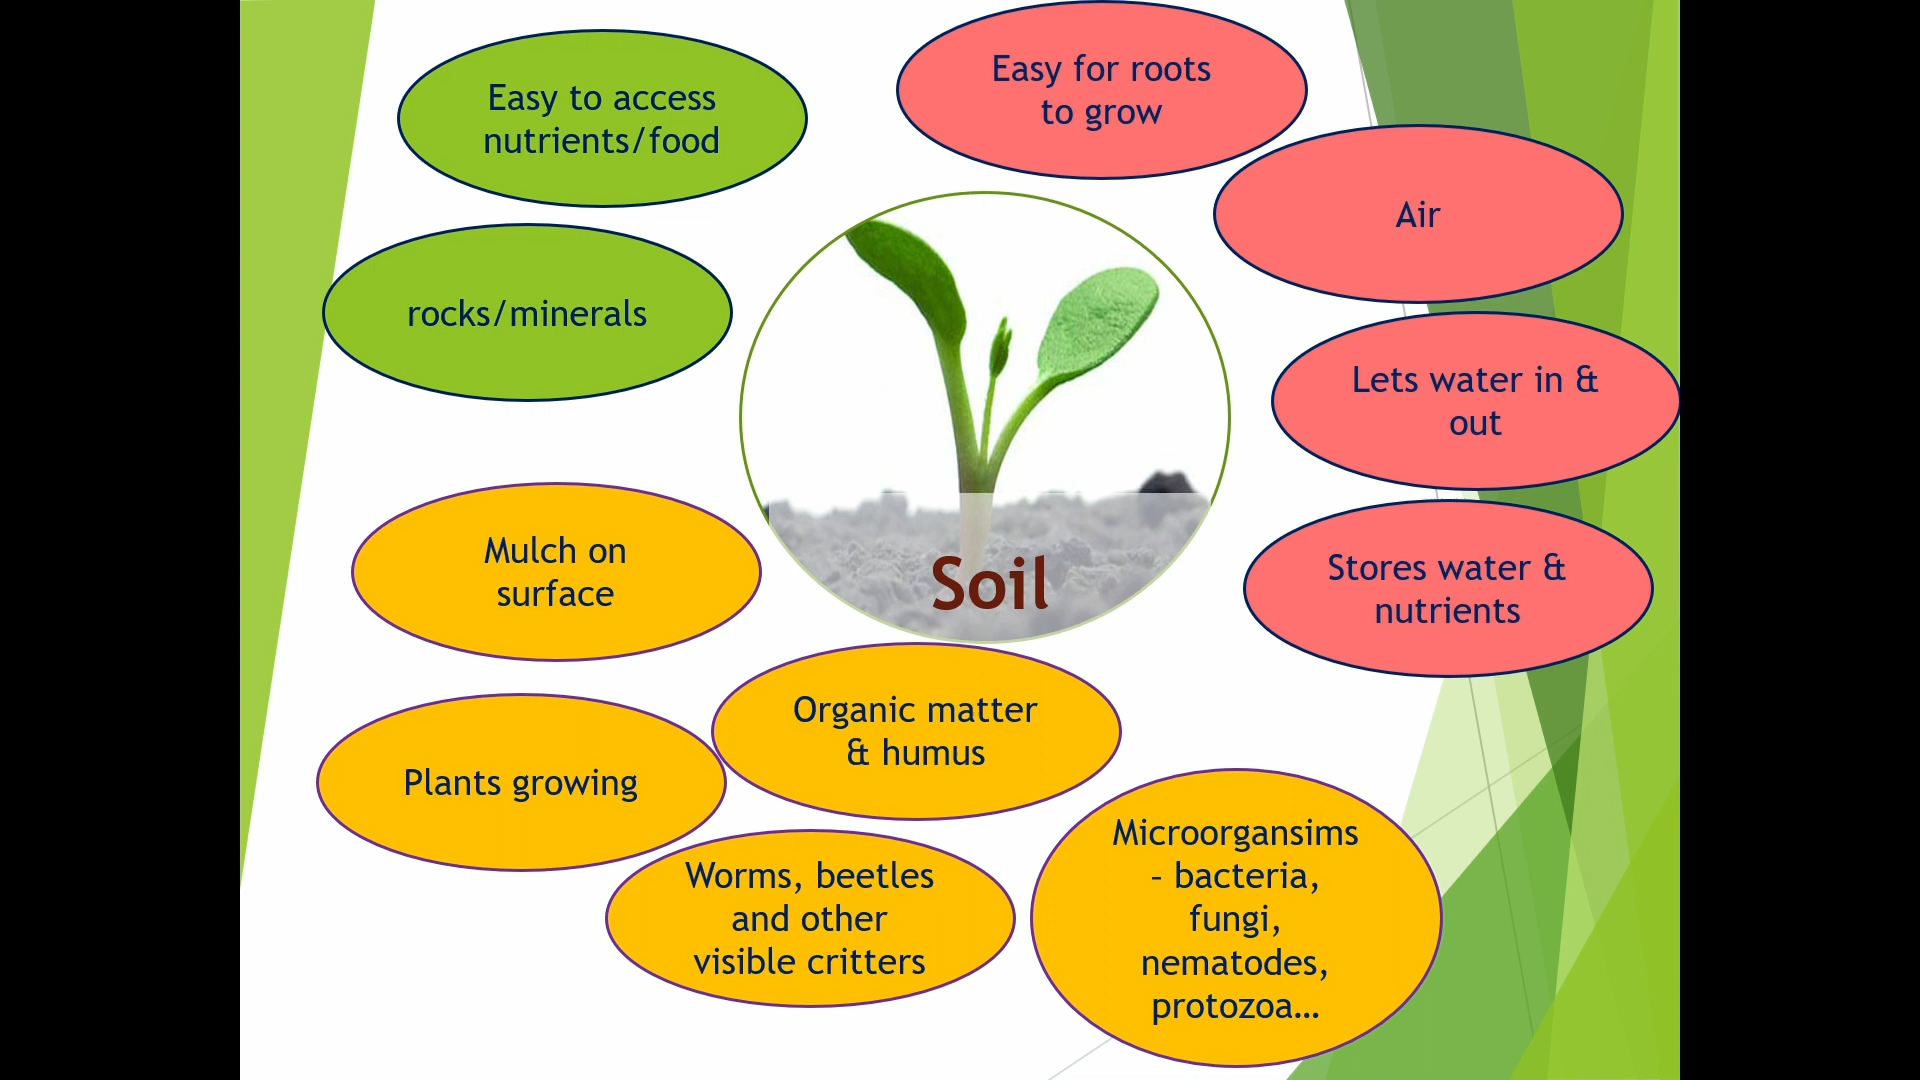 Easy to access
nutrients/food
Easy for roots
to grow
Air
rocks/minerals
Lets water in &
out
Mulch on
surface
Soil
Stores water &
nutrients
Organic matter
& humus
Plants growing
Worms, beetles
and other
visible critters
Microorgansims
- bacteria,
fungi,
nematodes,
protozoa...